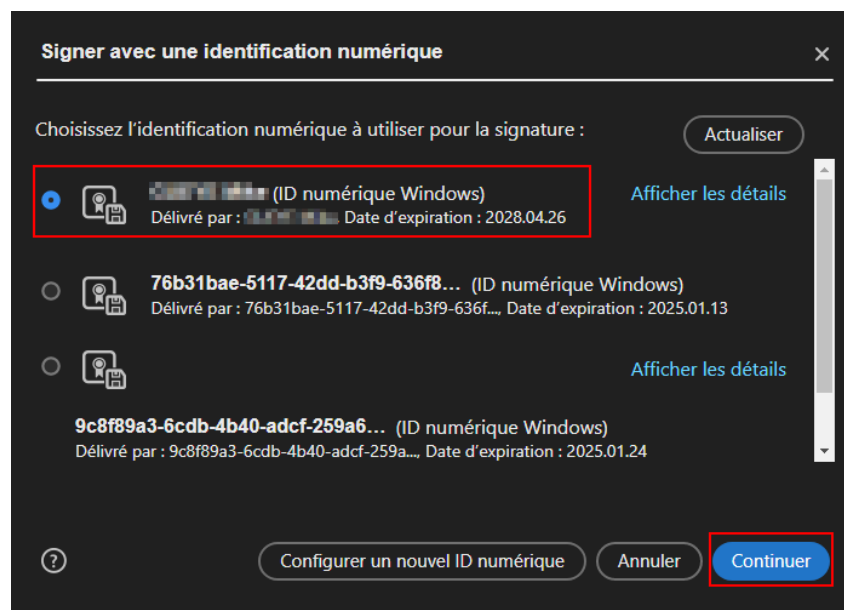 Signer avec une identification numérique
Choisissez l'identification numérique à utiliser pour la signature :
Actualiser
(ID numérique Windows)
Afficher les détails
Délivré par : Date d'expiration : 2028.04.26
76b31bae-5117-42dd-b3f9-636f8... (ID numérique Windows)
Délivré par : 76b31bae-5117-42dd-b3f9-636f..., Date d'expiration : 2025.01.13
Afficher les détails
9c8f89a3-6cdb-4b40-adcf-259a6... (ID numérique Windows)
Délivré par : 9c8f89a3-6cdb-4b40-adcf-259a..., Date d'expiration : 2025.01.24
?
Configurer un nouvel ID numérique
Annuler
Continuer